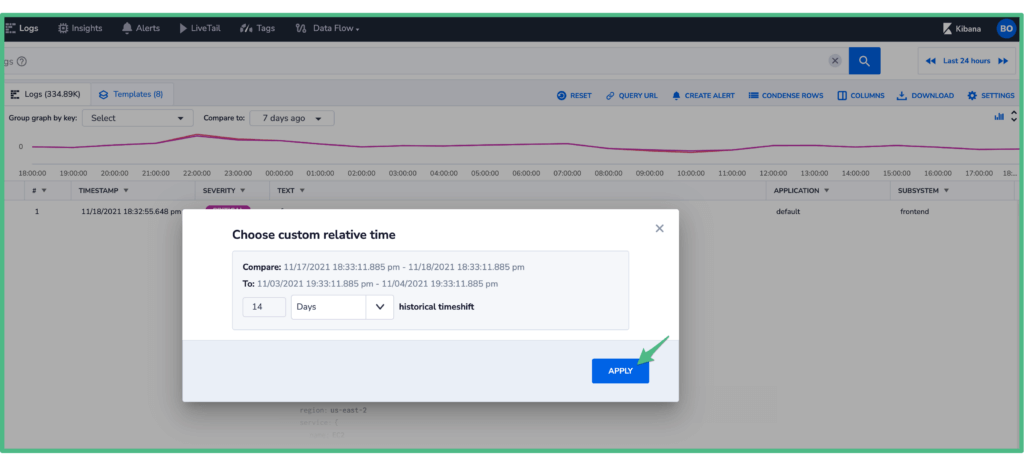 Logs Insights Alerts LiveTail Tags Data Flow Kibana BO
gs Last 24 hours
Logs (334.89K) Templates (8) RESET QUERY URL CREATE ALERT CONDENSE ROWS COLUMNS DOWNLOAD SETTINGS
Group graph by key: Select Compare to: 7 days ago
0
18:00:00 19:00:00 20:00:00 21:00:00 22:00:00 23:00:00 00:00:00 01:00:00 02:00:00 03:00:00 04:00:00 05:00:00 06:00:00 07:00:00 08:00:00 09:00:00 10:00:00 11:00:00 12:00:00 13:00:00 14:00:00 15:00:00 16:00:00 17:00:00 18:...
# TIMESTAMP SEVERITY TEXT APPLICATION SUBSYSTEM
1 11/18/2021 18:32:55.648 pm default frontend
Choose custom relative time
Compare: 11/17/2021 18:33:11.885 pm - 11/18/2021 18:33:11.885 pm
To: 11/03/2021 19:33:11.885 pm - 11/04/2021 19:33:11.885 pm
14 Days historical timeshift
APPLY
region: us-east-2
service: {